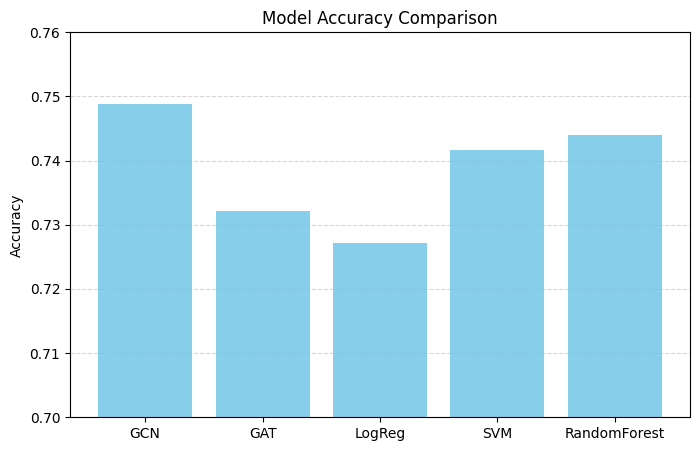 Model Accuracy Comparison
Accuracy
0.76
0.75
0.74
0.73
0.72
0.71
0.70
GCN
GAT
LogReg
SVM
RandomForest